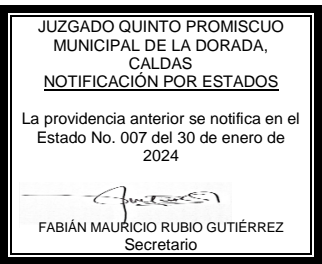 JUZGADO QUINTO PROMISCUO
MUNICIPAL DE LA DORADA,
CALDAS
NOTIFICACIÓN POR ESTADOS
La providencia anterior se notifica en el
Estado No. 007 del 30 de enero de
2024
FABIÁN MAURICIO RUBIO GUTIÉRREZ
Secretario